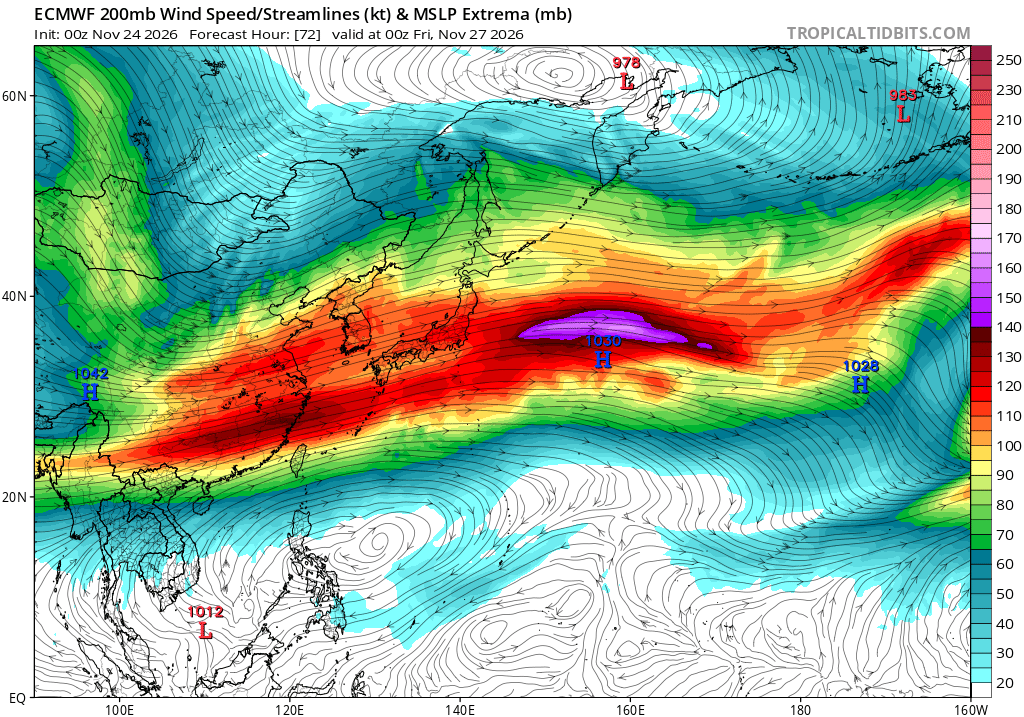 ECMWF 200mb Wind Speed/Streamlines (kt) & MSLP Extrema (mb)
Init: 00z Nov 24 2026 Forecast Hour: [72] valid at 00z Fri, Nov 27 2026
TROPICALTIDBITS.COM
978
L
983
L
60N
40N
20N
EQ
1030
H
1028
H
1042
H
1012
L
100E
120E
140E
160E
180
160W
250
230
210
200
190
180
170
160
150
140
130
120
110
100
90
80
70
60
50
40
30
20